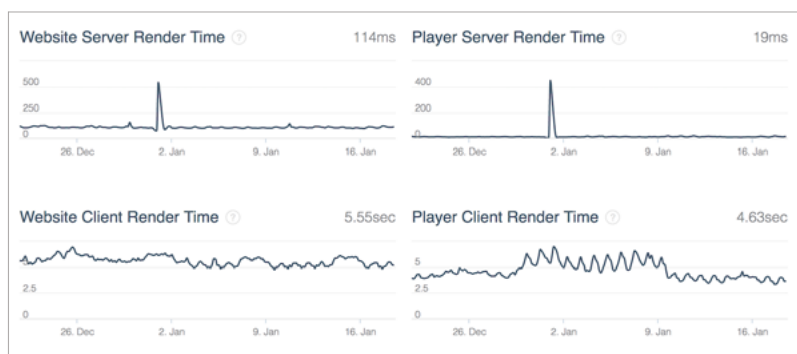 Website Server Render Time ? 114ms
500
250
0
26. Dec 2. Jan 9. Jan 16. Jan
Player Server Render Time ? 19ms
400
200
0
26. Dec 2. Jan 9. Jan 16. Jan
Website Client Render Time ? 5.55sec
5
2.5
0
26. Dec 2. Jan 9. Jan 16. Jan
Player Client Render Time ? 4.63sec
5
2.5
0
26. Dec 2. Jan 9. Jan 16. Jan